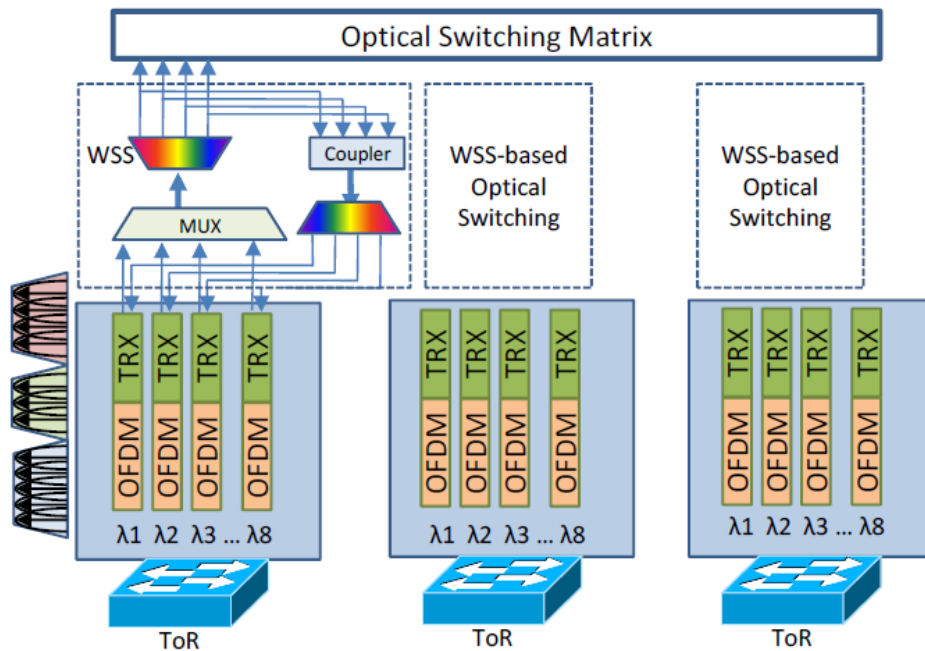 Optical Switching Matrix
WSS
Coupler
MUX
WSS-based
Optical
Switching
WSS-based
Optical
Switching
TRX TRX TRX TRX
OFDM OFDM OFDM OFDM
λ1 λ2 λ3 ... λ8
ToR
TRX TRX TRX TRX
OFDM OFDM OFDM OFDM
λ1 λ2 λ3 ... λ8
ToR
TRX TRX TRX TRX
OFDM OFDM OFDM OFDM
λ1 λ2 λ3 ... λ8
ToR